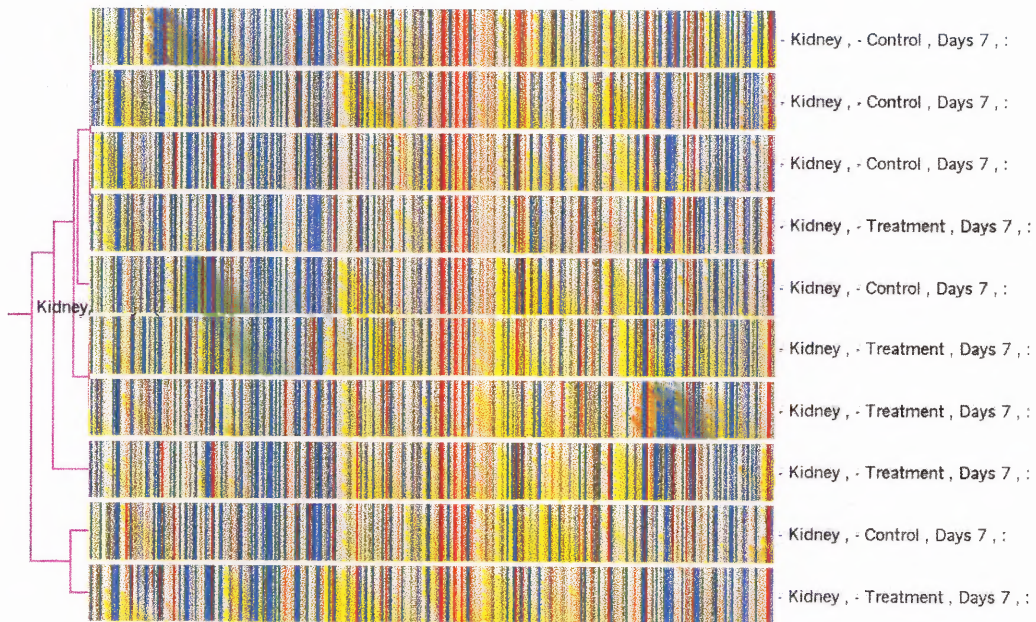 - Kidney , - Control , Days 7 , :
- Kidney , - Control , Days 7 , :
- Kidney , - Control , Days 7 , :
- Kidney , - Treatment , Days 7 , :
- Kidney , - Control , Days 7 , :
Kidney,
- Kidney , - Treatment , Days 7 , :
- Kidney , - Treatment , Days 7 , :
- Kidney , - Treatment , Days 7 , :
- Kidney , - Control , Days 7 , :
- Kidney , - Treatment , Days 7 , :